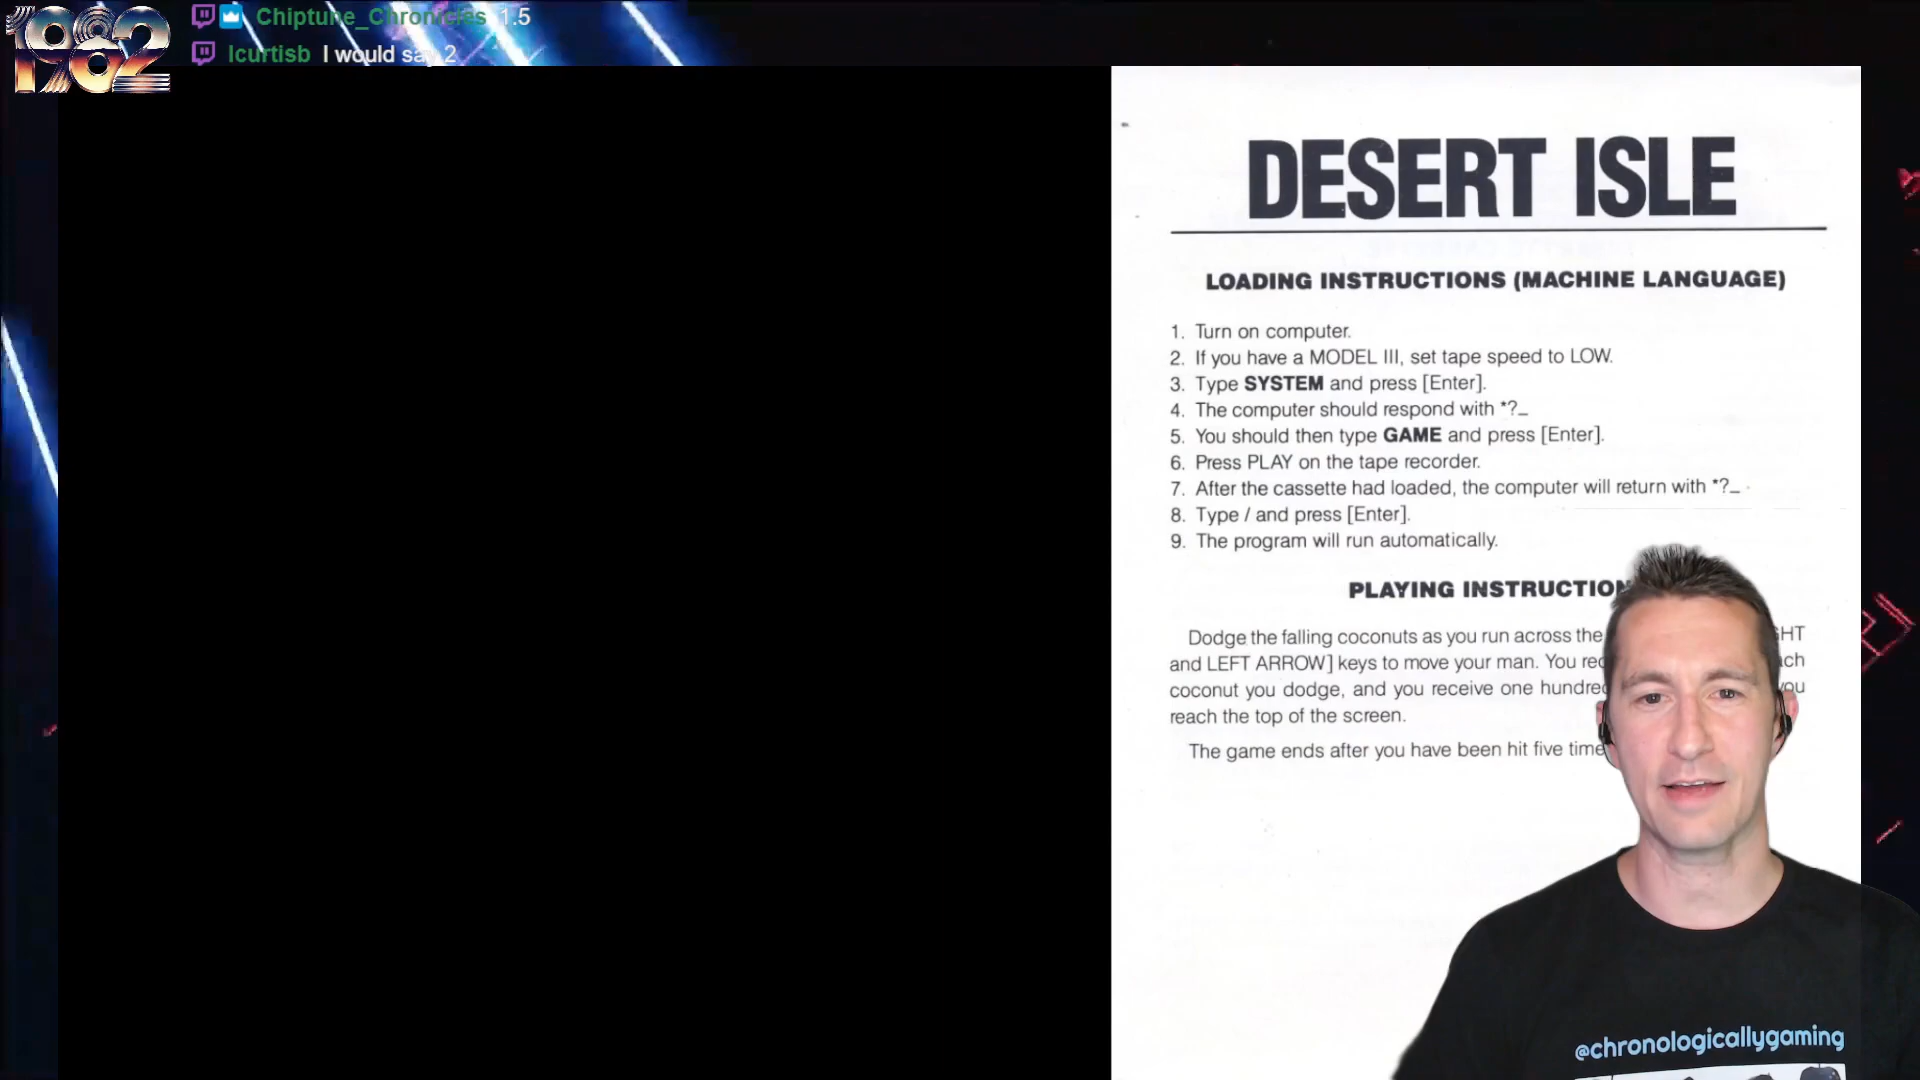 1982
1982
Chiptune_Chronicles 1.5
lcurtisb I would say 2
DESERT ISLE
LOADING INSTRUCTIONS (MACHINE LANGUAGE)
1. Turn on computer.
2. If you have a MODEL III, set tape speed to LOW.
3. Type SYSTEM and press [Enter].
4. The computer should respond with *?_
5. You should then type GAME and press [Enter].
6. Press PLAY on the tape recorder.
7. After the cassette had loaded, the computer will return with *?_
8. Type / and press [Enter].
9. The program will run automatically.
PLAYING INSTRUCTION
Dodge the falling coconuts as you run across the
and LEFT ARROW] keys to move your man. You
coconut you dodge, and you receive one hundred you
reach the top of the screen.
The game ends after you have been hit five time
@chronologicallygaming